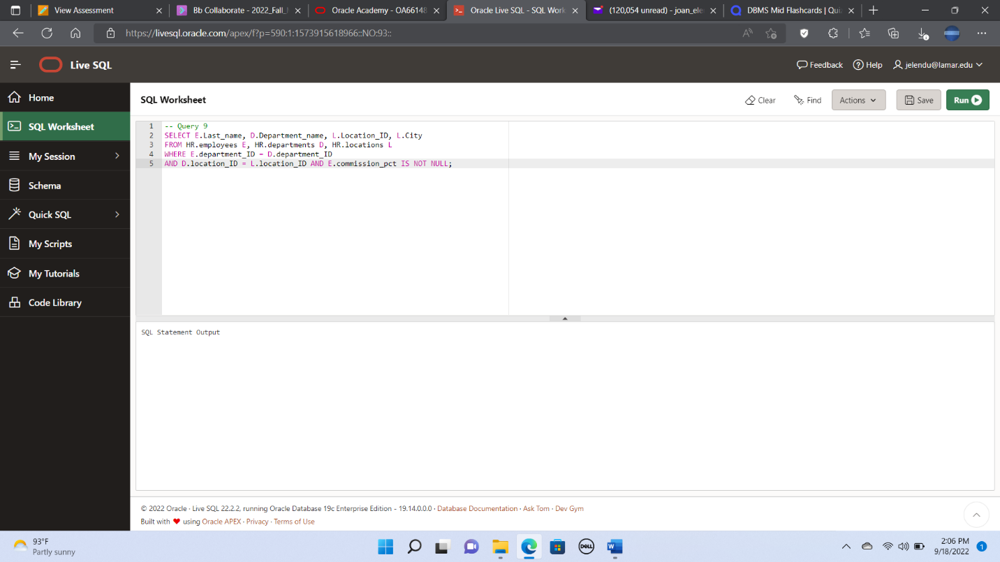 View Assessment
Bb Collaborate - 2022_Fall_
Oracle Academy - OA66148
Oracle Live SQL - SQL Work
(120,054 unread) - joan_ele
DBMS Mid Flashcards | Qui
https://livesql.oracle.com/apex/f?p=590:1:1573915618966::NO:93::
Live SQL
Feedback
Help
jelendu@lamar.edu
Home
SQL Worksheet
My Session
Schema
Quick SQL
My Scripts
My Tutorials
Code Library
SQL Worksheet
Clear
Find
Actions
Save
Run
1 -- Query 9
2 SELECT E.Last_name, D.Department_name, L.Location_ID, L.City
3 FROM HR.employees E, HR.departments D, HR.locations L
4 WHERE E.department_ID = D.department_ID
5 AND D.location_ID = L.location_ID AND E.commission_pct IS NOT NULL;
SQL Statement Output
© 2022 Oracle · Live SQL 22.2.2, running Oracle Database 19c Enterprise Edition - 19.14.0.0.0 · Database Documentation · Ask Tom · Dev Gym
Built with ❤ using Oracle APEX · Privacy · Terms of Use
93°F
Partly sunny
DELL
W
2:06 PM
9/18/2022
1